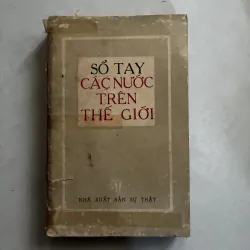 SỔ TAY
CÁC NƯỚC
TRÊN
THẾ GIỚI
NHÀ XUẤT BẢN SỰ THẬT